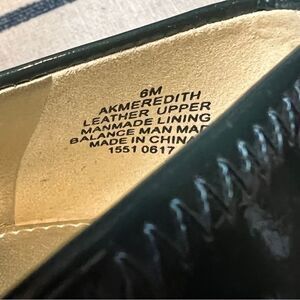 6M
AKMEREDITH
LEATHER UPPER
MANMADE LINING
BALANCE MAN MAD
MADE IN CHINA
1551 0617